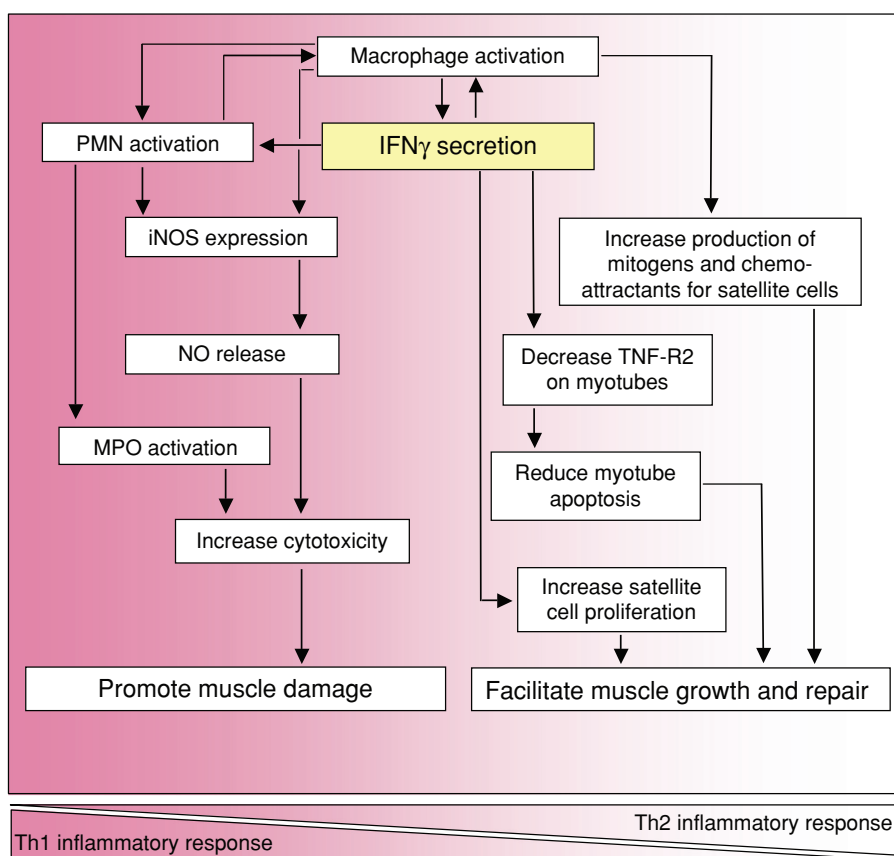 Macrophage activation
PMN activation
IFNγ secretion
iNOS expression
Increase production of
mitogens and chemo-
attractants for satellite cells
NO release
Decrease TNF-R2
on myotubes
MPO activation
Reduce myotube
apoptosis
Increase cytotoxicity
Increase satellite
cell proliferation
Promote muscle damage
Facilitate muscle growth and repair
Th2 inflammatory response
Th1 inflammatory response